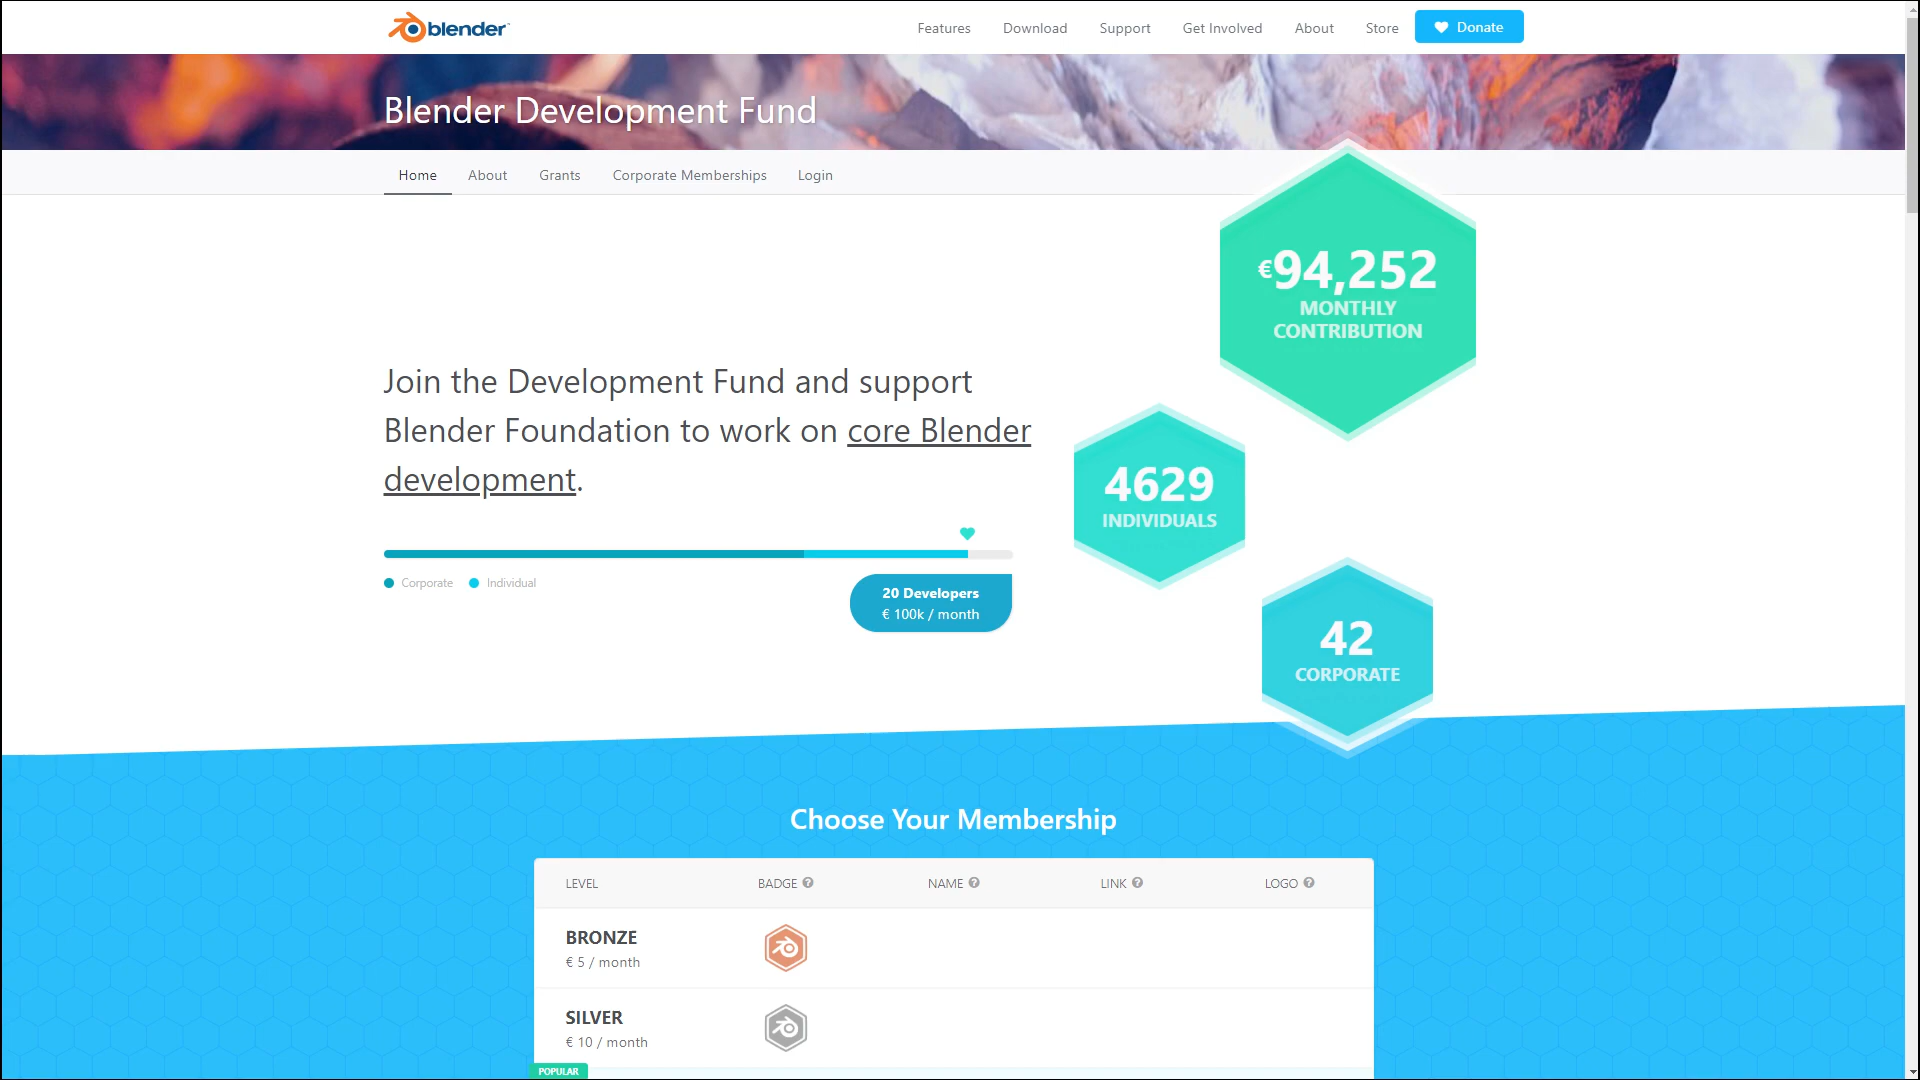 blender
Features Download Support Get Involved About Store Donate
Blender Development Fund
Home About Grants Corporate Memberships Login
€94,252
MONTHLY
CONTRIBUTION
Join the Development Fund and support
Blender Foundation to work on core Blender
development.
4629
INDIVIDUALS
Corporate Individual
20 Developers
€ 100k / month
42
CORPORATE
Choose Your Membership
LEVEL BADGE ? NAME ? LINK ? LOGO ?
BRONZE
€ 5 / month
SILVER
€ 10 / month
POPULAR